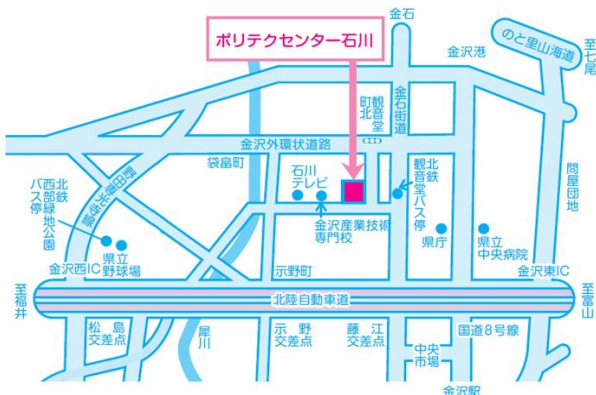 金石
ポリテクセンター石川
金沢港
のと里山海道
至七尾
観音堂
町北
金石街道
金沢外環状道路
袋畠町
石川
テレビ
北鉄
観音堂バス停
問屋団地
野田専光寺線
北鉄
西部緑地公園
バス停
金沢産業技術
専門校
県庁
県立
中央病院
県立
野球場
金沢西IC
示野町
金沢東IC
至福井
北陸自動車道
至富山
松島
交差点
犀川
示野
交差点
藤江
交差点
国道8号線
中央
市場
金沢駅